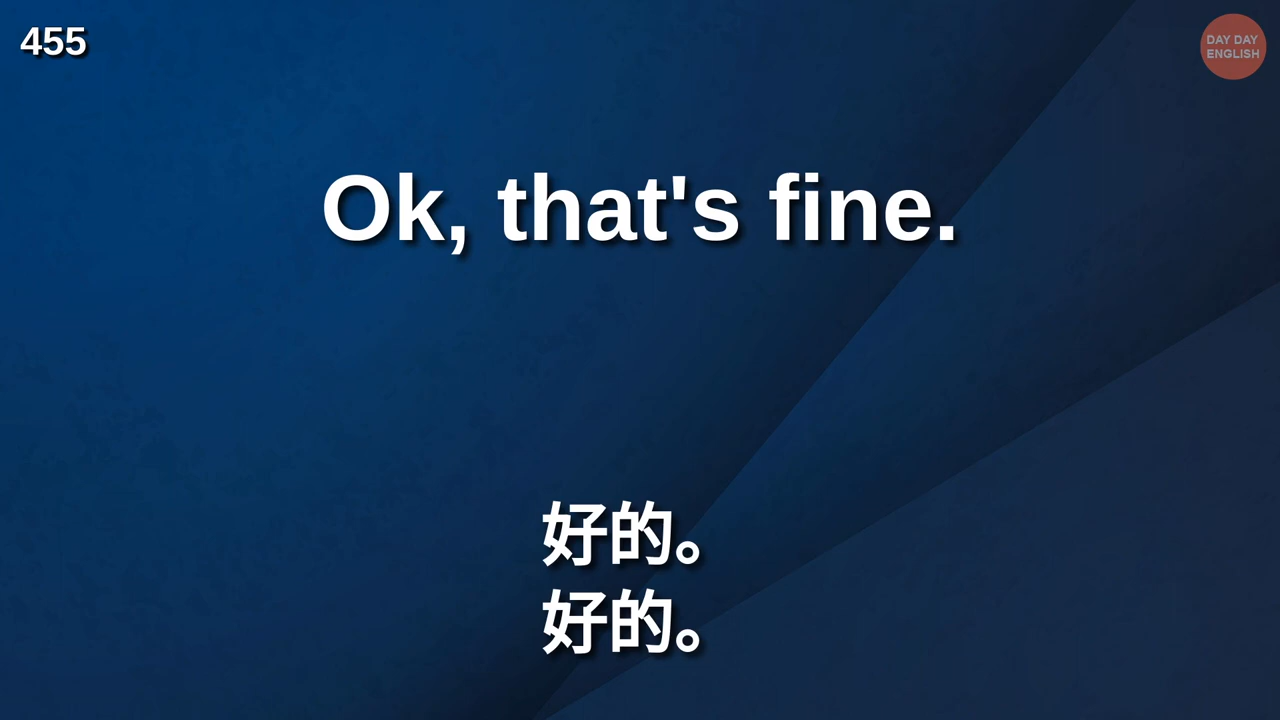 455
DAY DAY
ENGLISH
Ok, that's fine.
好的。
好的。